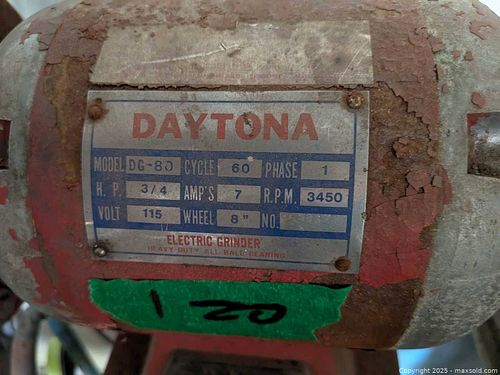 DAYTONA
MODEL DG-80 CYCLE 60 PHASE 1
H. P. 3/4 AMP'S 7 R.P.M. 3450
VOLT 115 WHEEL 8" NO.
ELECTRIC GRINDER
HEAVY DUTY ALL BALL BEARING
120
Copyright 2025 - maxsold.com